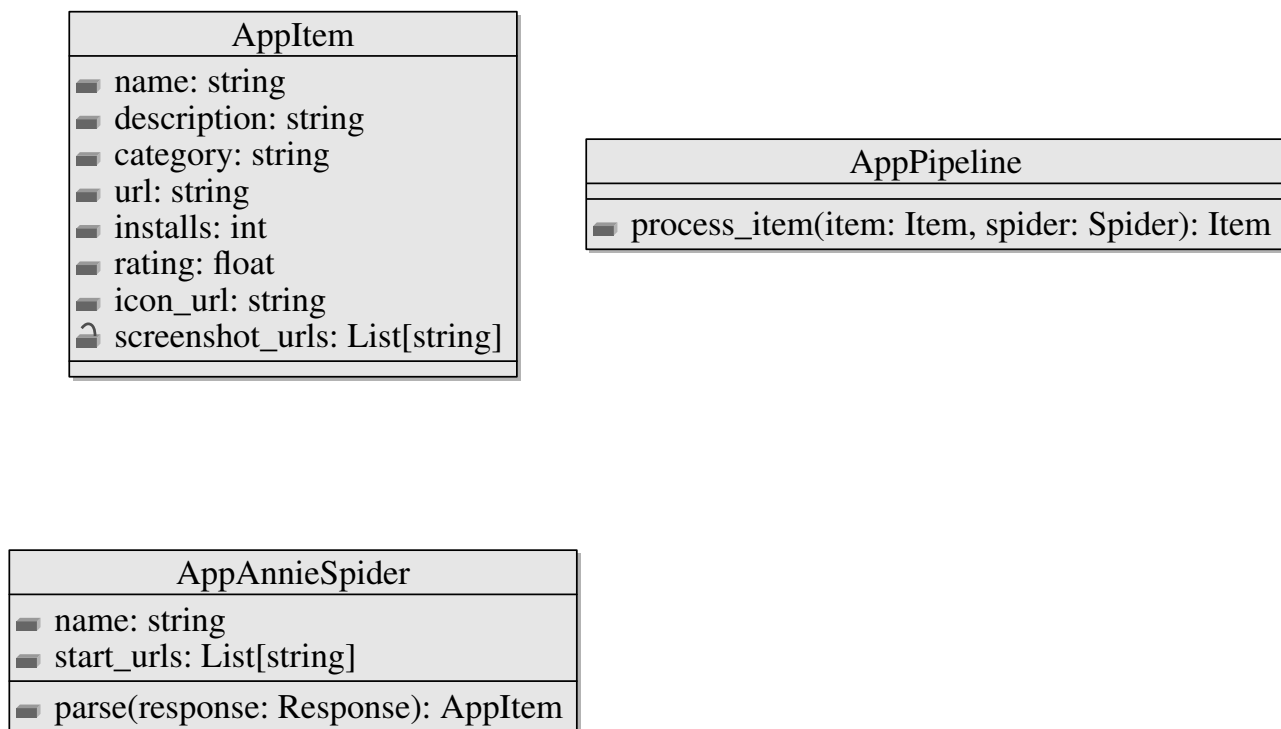 AppItem
name: string
description: string
category: string
url: string
installs: int
rating: float
icon_url: string
screenshot_urls: List[string]
AppPipeline
process_item(item: Item, spider: Spider): Item
AppAnnieSpider
name: string
start_urls: List[string]
parse(response: Response): AppItem